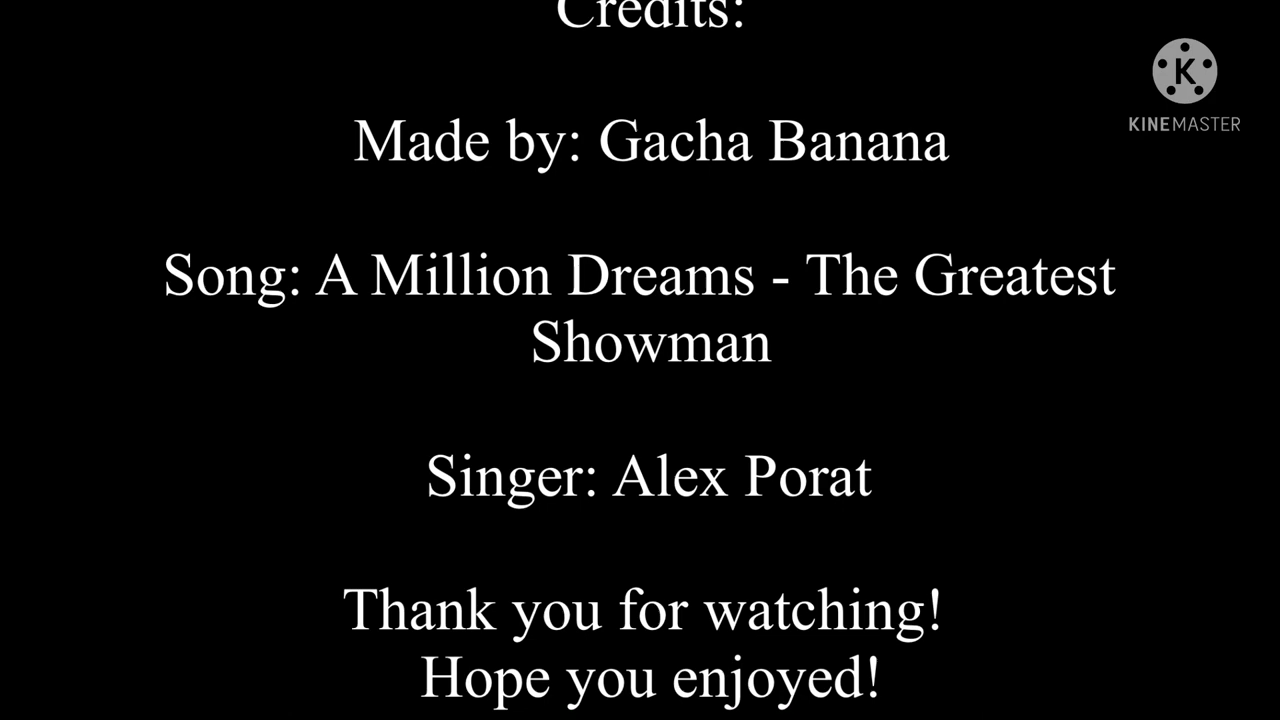 Credits:
K
KINEMASTER
Made by: Gacha Banana
Song: A Million Dreams - The Greatest
Showman
Singer: Alex Porat
Thank you for watching!
Hope you enjoyed!